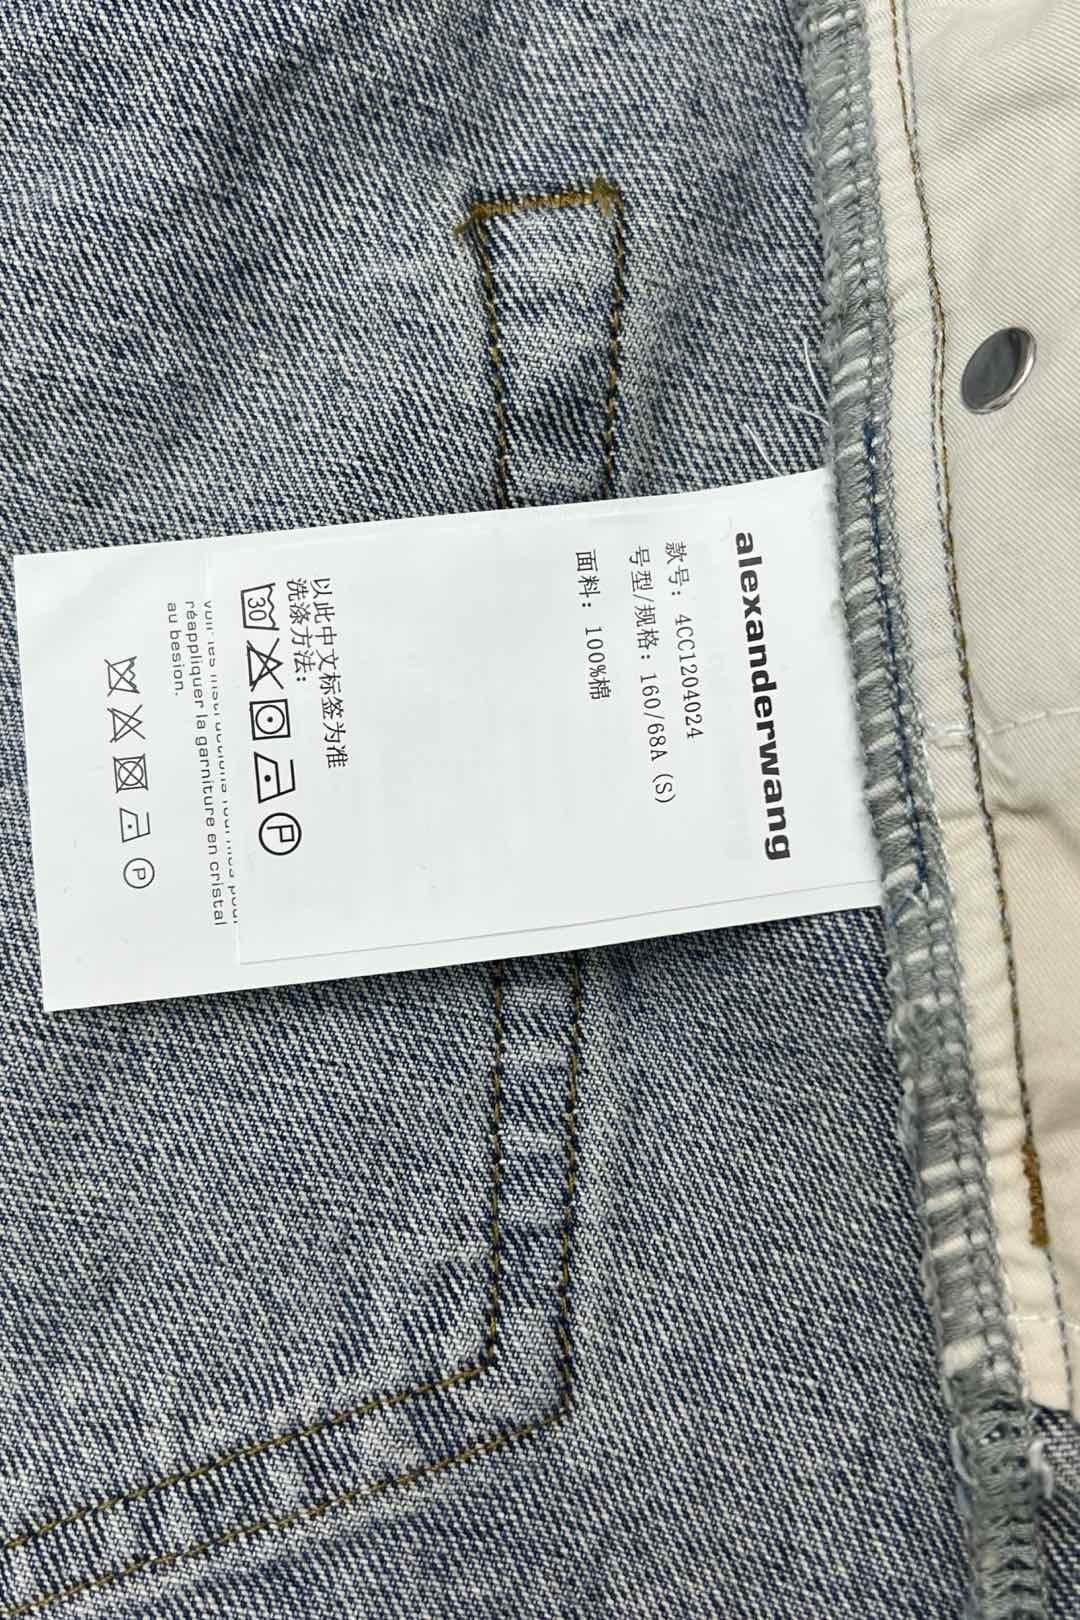 alexanderwang
款号: 4CC1204024
号型/规格: 160/68A (S)
面料: 100%棉
以此中文标签为准
洗涤方法:
30
P
réappliquer la garniture en cristal
au besion.
P